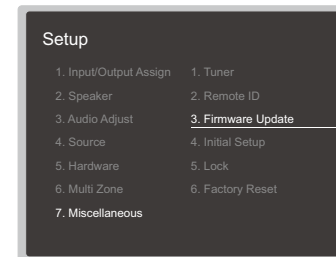 Setup
1. Input/Output Assign
2. Speaker
3. Audio Adjust
4. Source
5. Hardware
6. Multi Zone
7. Miscellaneous
1. Tuner
2. Remote ID
3. Firmware Update
4. Initial Setup
5. Lock
6. Factory Reset